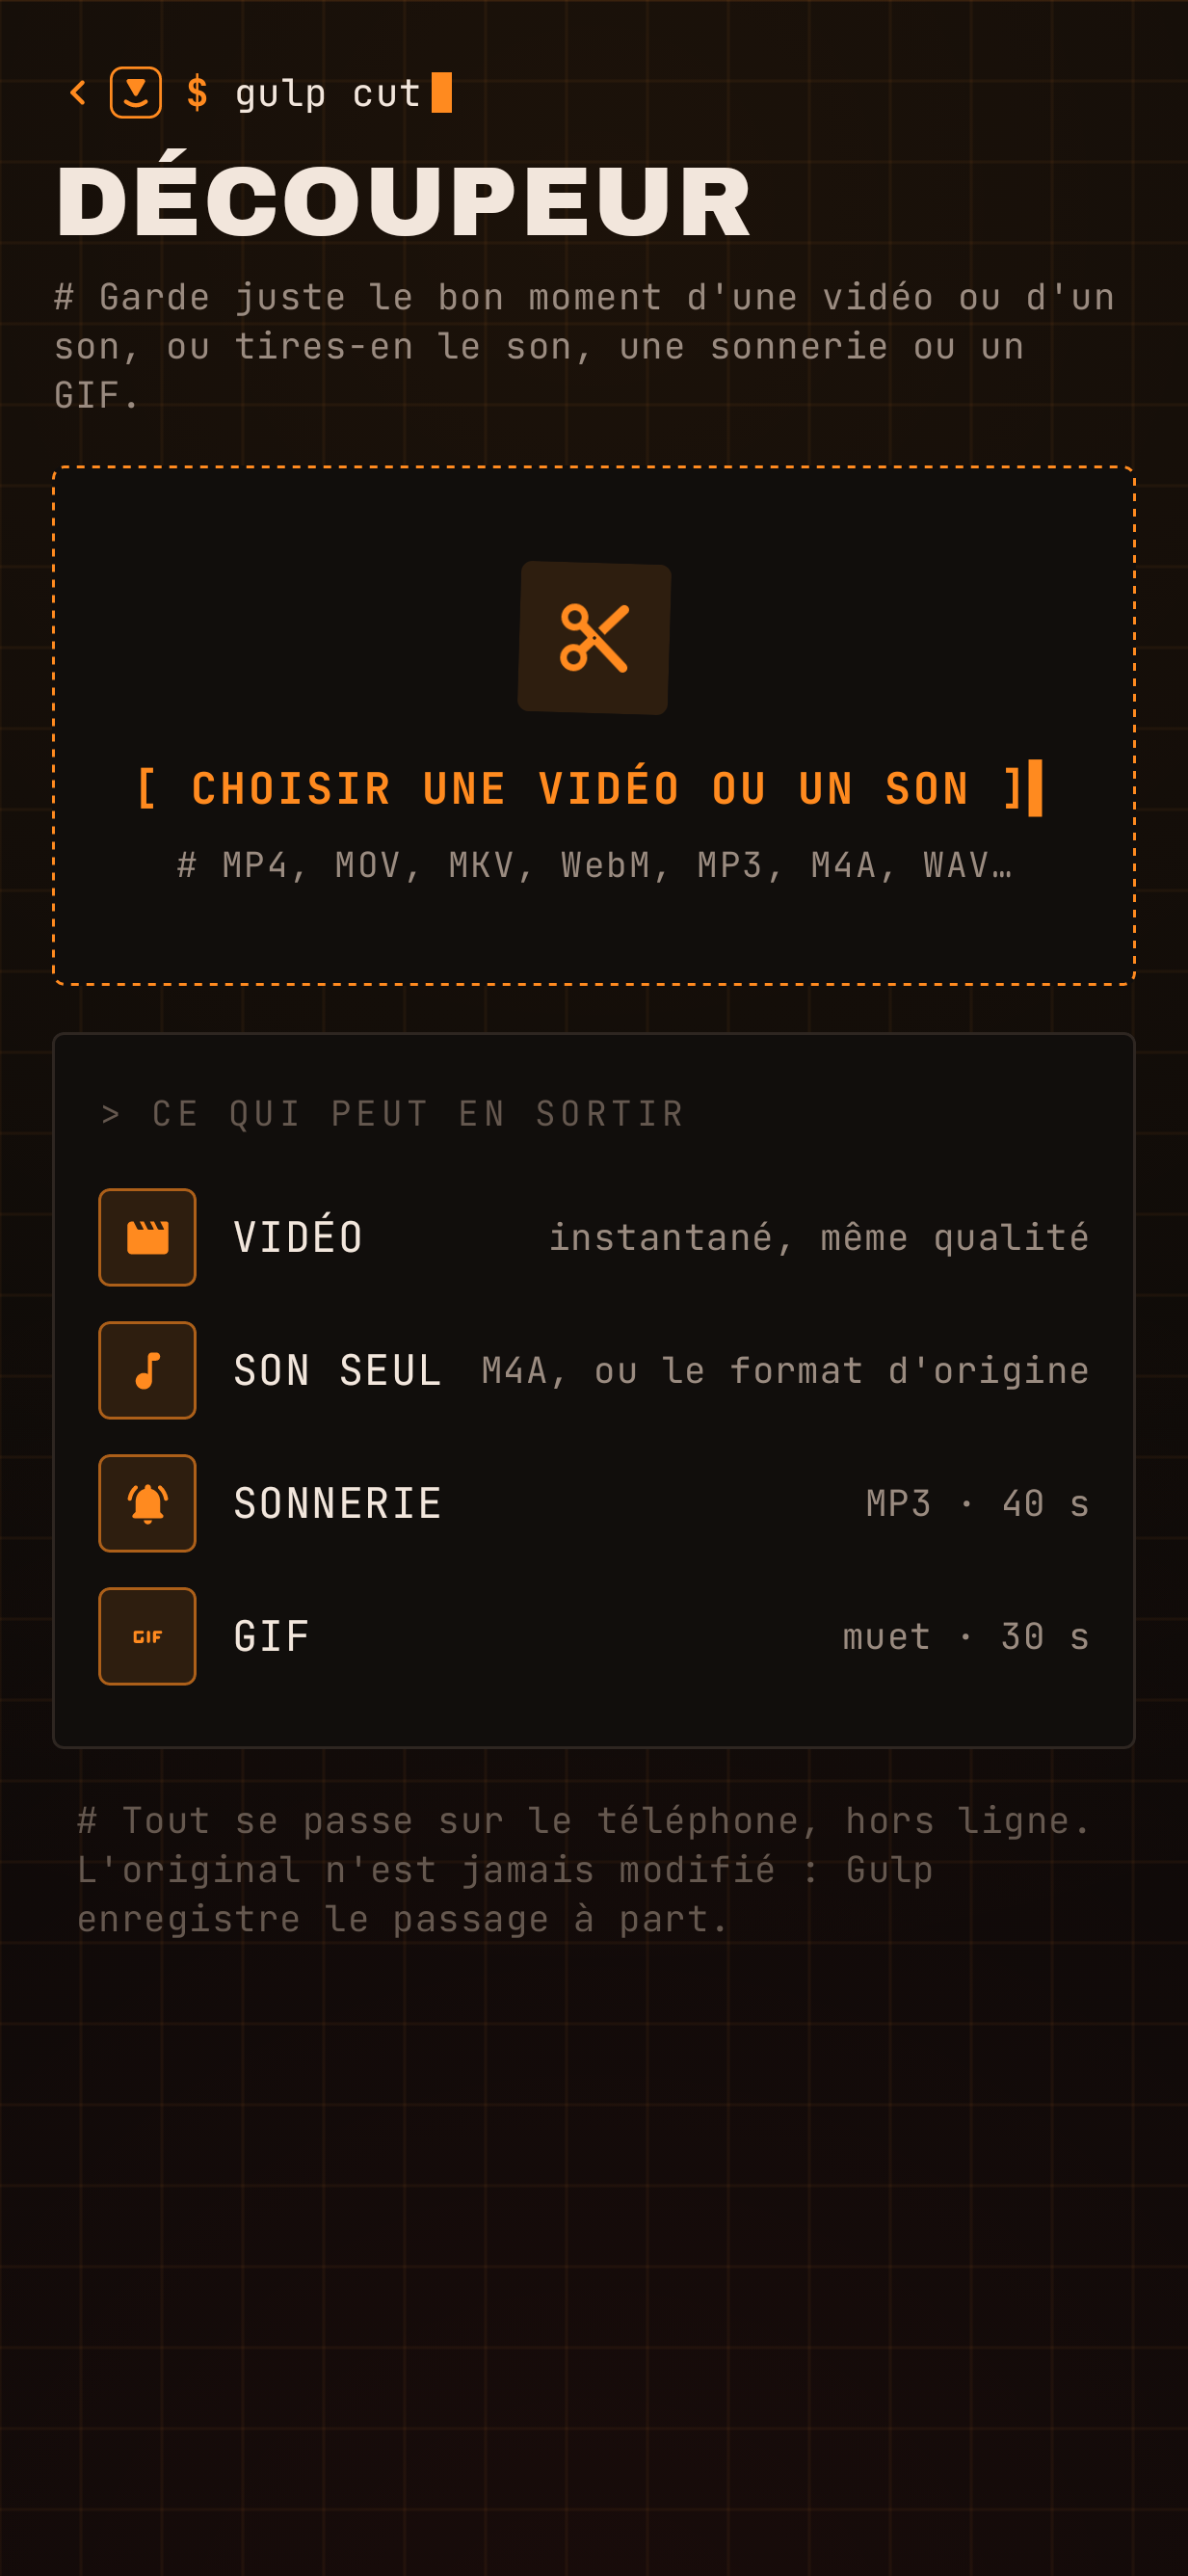 $ gulp cut
DÉCOUPEUR
# Garde juste le bon moment d'une vidéo ou d'un
son, ou tires-en le son, une sonnerie ou un
GIF.
[ CHOISIR UNE VIDÉO OU UN SON ]
# MP4, MOV, MKV, WebM, MP3, M4A, WAV…
> CE QUI PEUT EN SORTIR
VIDÉO instantané, même qualité
SON SEUL M4A, ou le format d'origine
SONNERIE MP3 · 40 s
GIF GIF muet · 30 s
# Tout se passe sur le téléphone, hors ligne.
L'original n'est jamais modifié : Gulp
enregistre le passage à part.